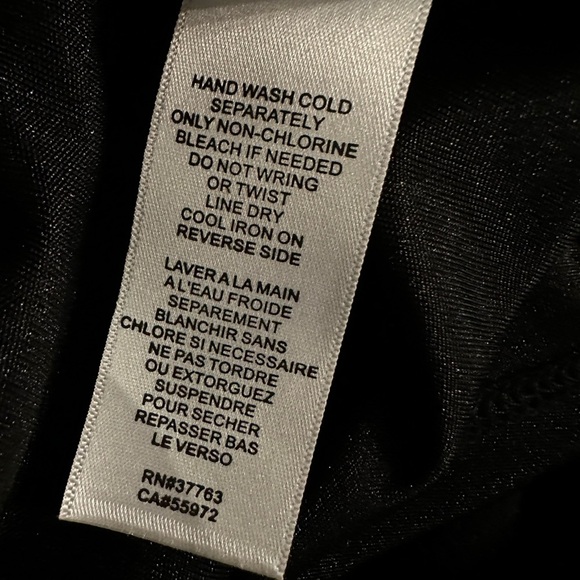 HAND WASH COLD
SEPARATELY
ONLY NON-CHLORINE
BLEACH IF NEEDED
DO NOT WRING
OR TWIST
LINE DRY
COOL IRON ON
REVERSE SIDE
LAVER A LA MAIN
A L'EAU FROIDE
SEPAREMENT
BLANCHIR SANS
CHLORE SI NECESSAIRE
NE PAS TORDRE
OU EXTORGUEZ
SUSPENDRE
POUR SECHER
REPASSER BAS
LE VERSO
RN#37763
CA#55972